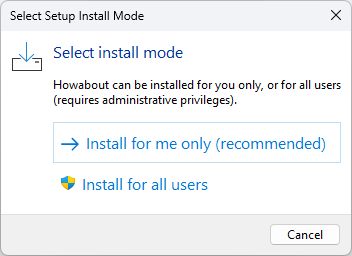 Select Setup Install Mode
Select install mode
Howabout can be installed for you only, or for all users
(requires administrative privileges).
Install for me only (recommended)
Install for all users
Cancel